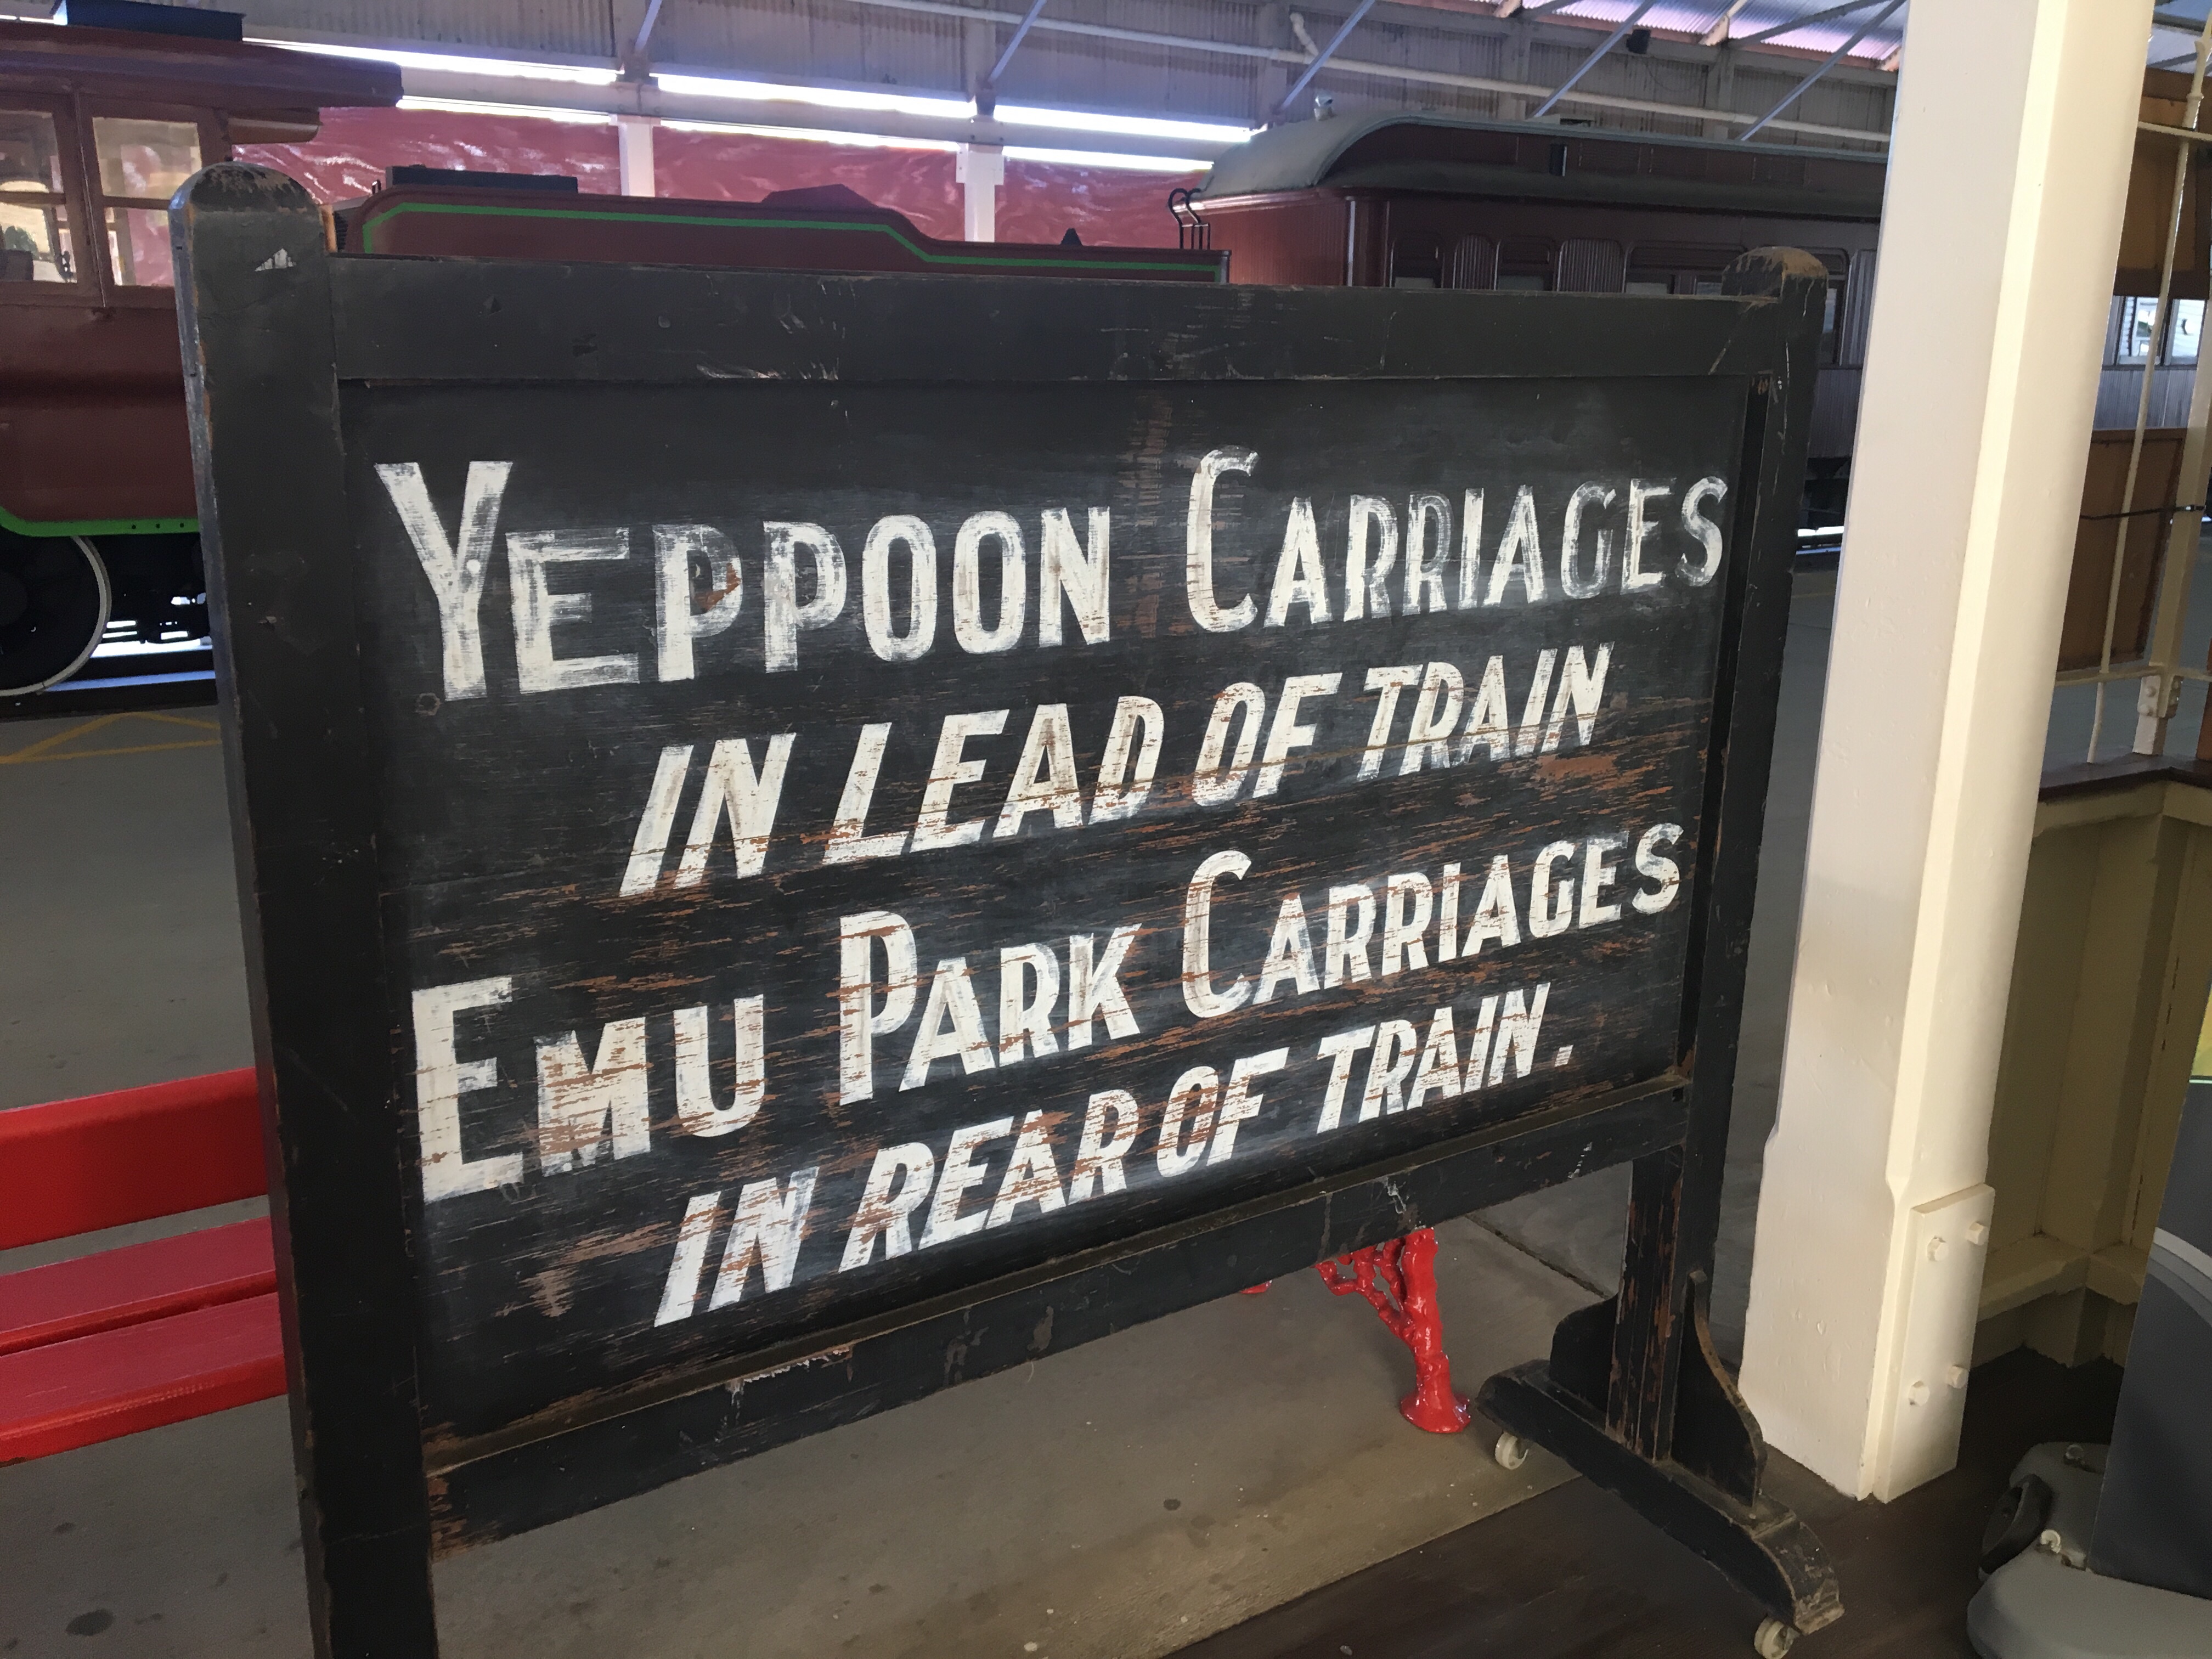 YEPPOON CARRIAGES
IN LEAD OF TRAIN
EMU PARK CARRIAGES
IN REAR OF TRAIN.